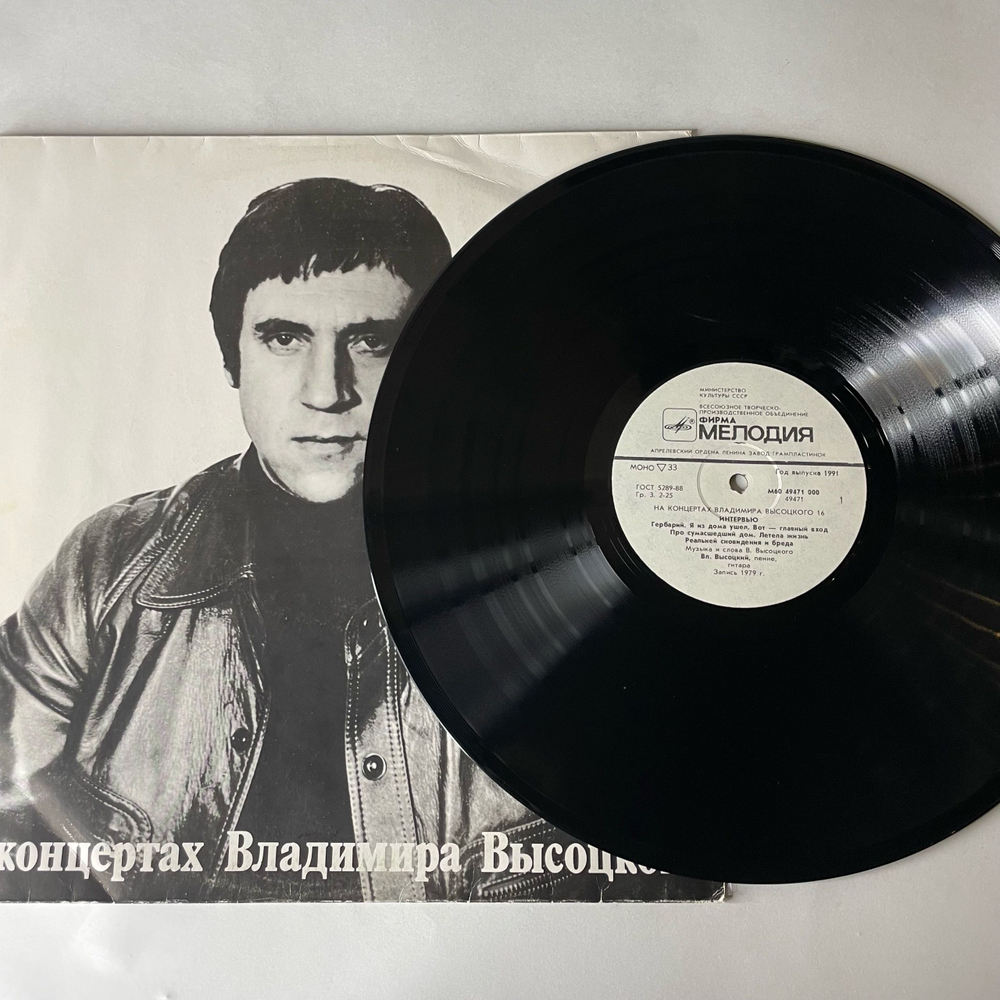 концертах Владимира Высоцко
МИНИСТЕРСТВО
КУЛЬТУРЫ СССР
ВСЕСОЮЗНОЕ ТВОРЧЕСКО-
ПРОИЗВОДСТВЕННОЕ ОБЪЕДИНЕНИЕ
ФИРМА
МЕЛОДИЯ
АПРЕЛЕВСКИЙ ОРДЕНА ЛЕНИНА ЗАВОД ГРАМПЛАСТИНОК
МОНО ▽ 33
Год выпуска 1991
ГОСТ 5289-88
Гр. 3. 2-25
М60 49471 000
49471
1
НА КОНЦЕРТАХ ВЛАДИМИРА ВЫСОЦКОГО 16
ИНТЕРВЬЮ
Гербарий. Я из дома ушел. Вот — главный вход
Про сумасшедший дом. Летела жизнь
Реальней сновидения и бреда
Музыка и слова В. Высоцкого
Вл. Высоцкий, пение,
гитара
Запись 1979 г.